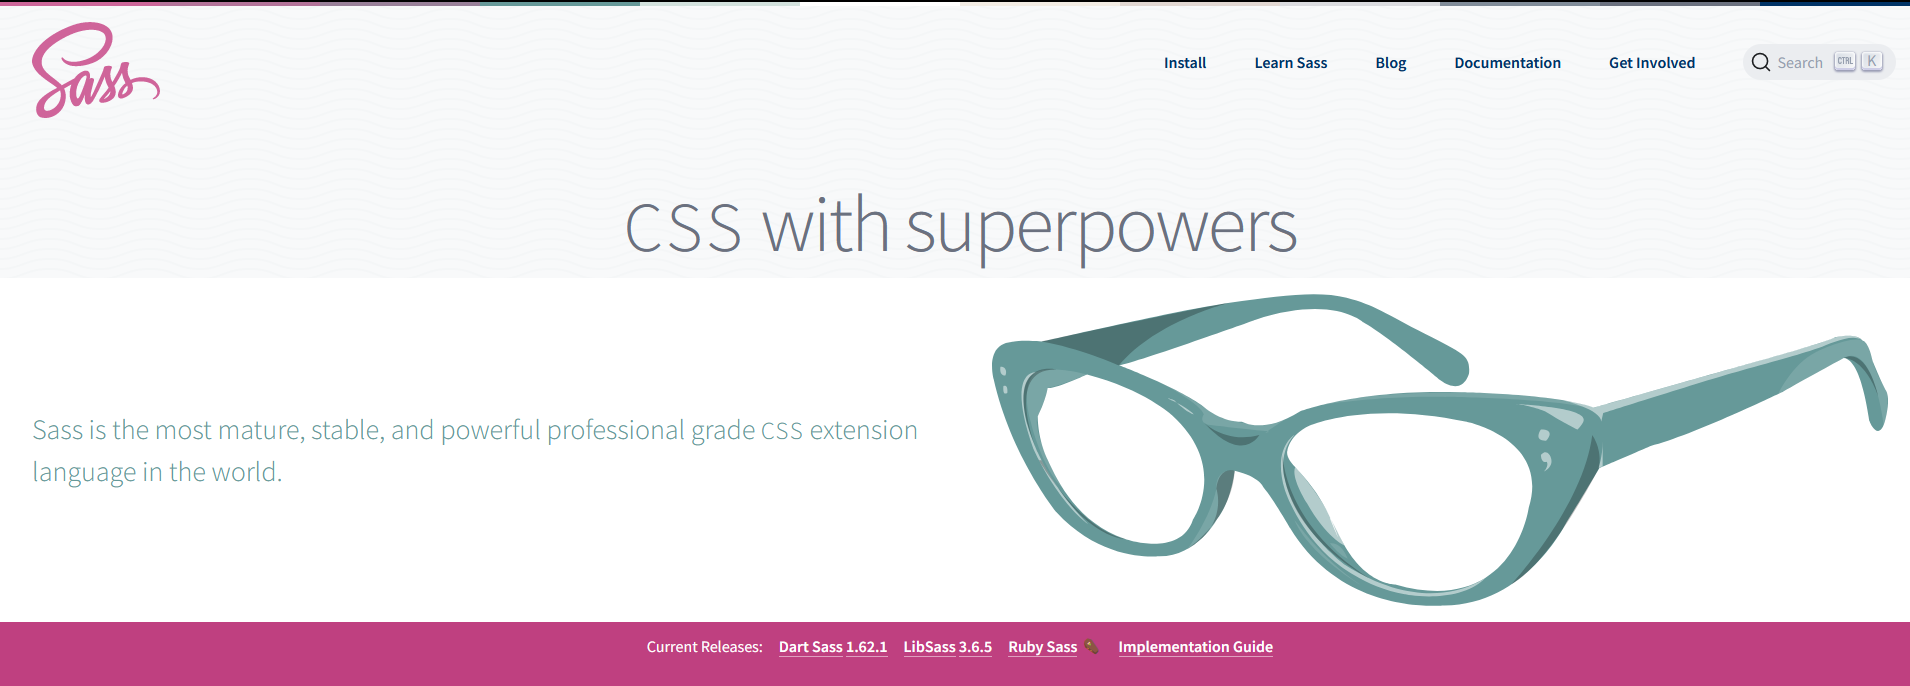 Sass
Install Learn Sass Blog Documentation Get Involved Search CTRL K
CSS with superpowers
Sass is the most mature, stable, and powerful professional grade CSS extension
language in the world.
Current Releases: Dart Sass 1.62.1 LibSass 3.6.5 Ruby Sass Implementation Guide